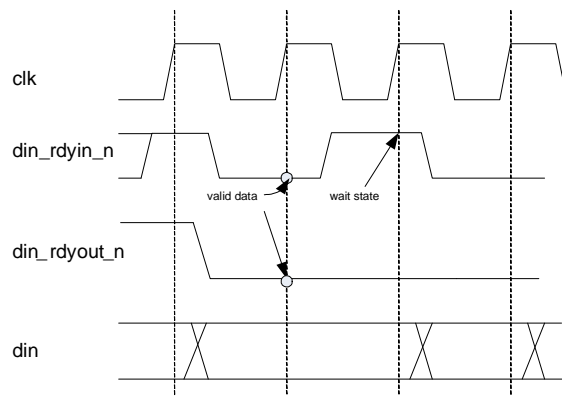 clk
din_rdyin_n
valid data
wait state
din_rdyout_n
din